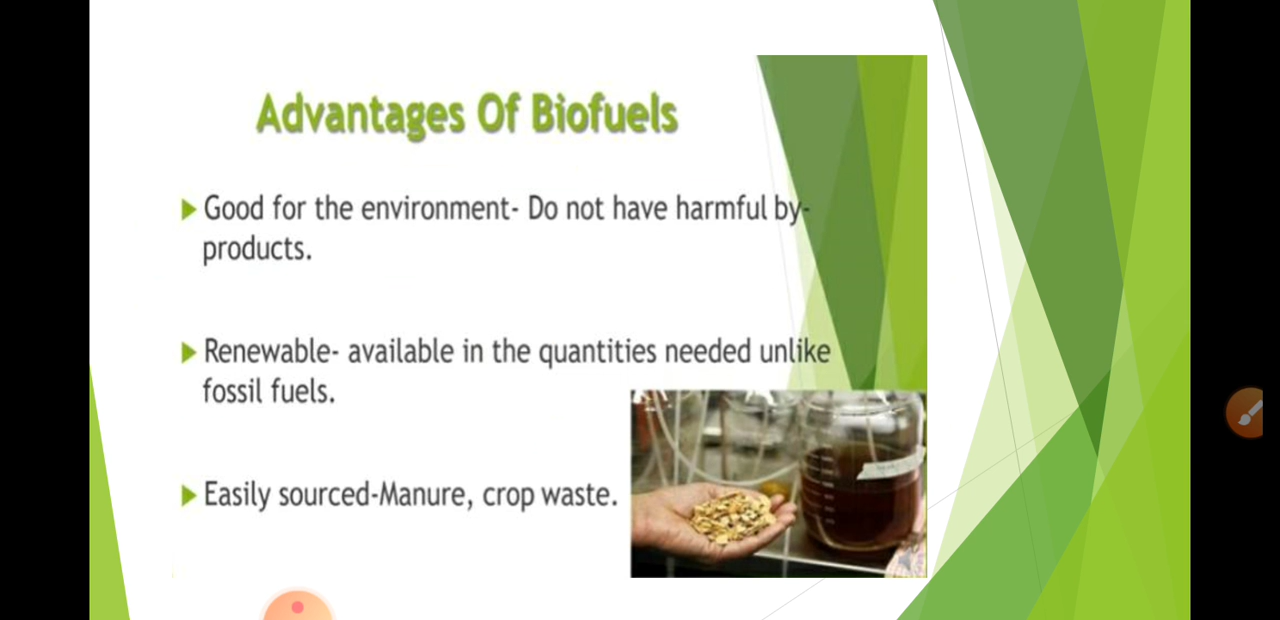 Advantages Of Biofuels
Good for the environment- Do not have harmful by-
products.
Renewable- available in the quantities needed unlike
fossil fuels.
Easily sourced-Manure, crop waste.